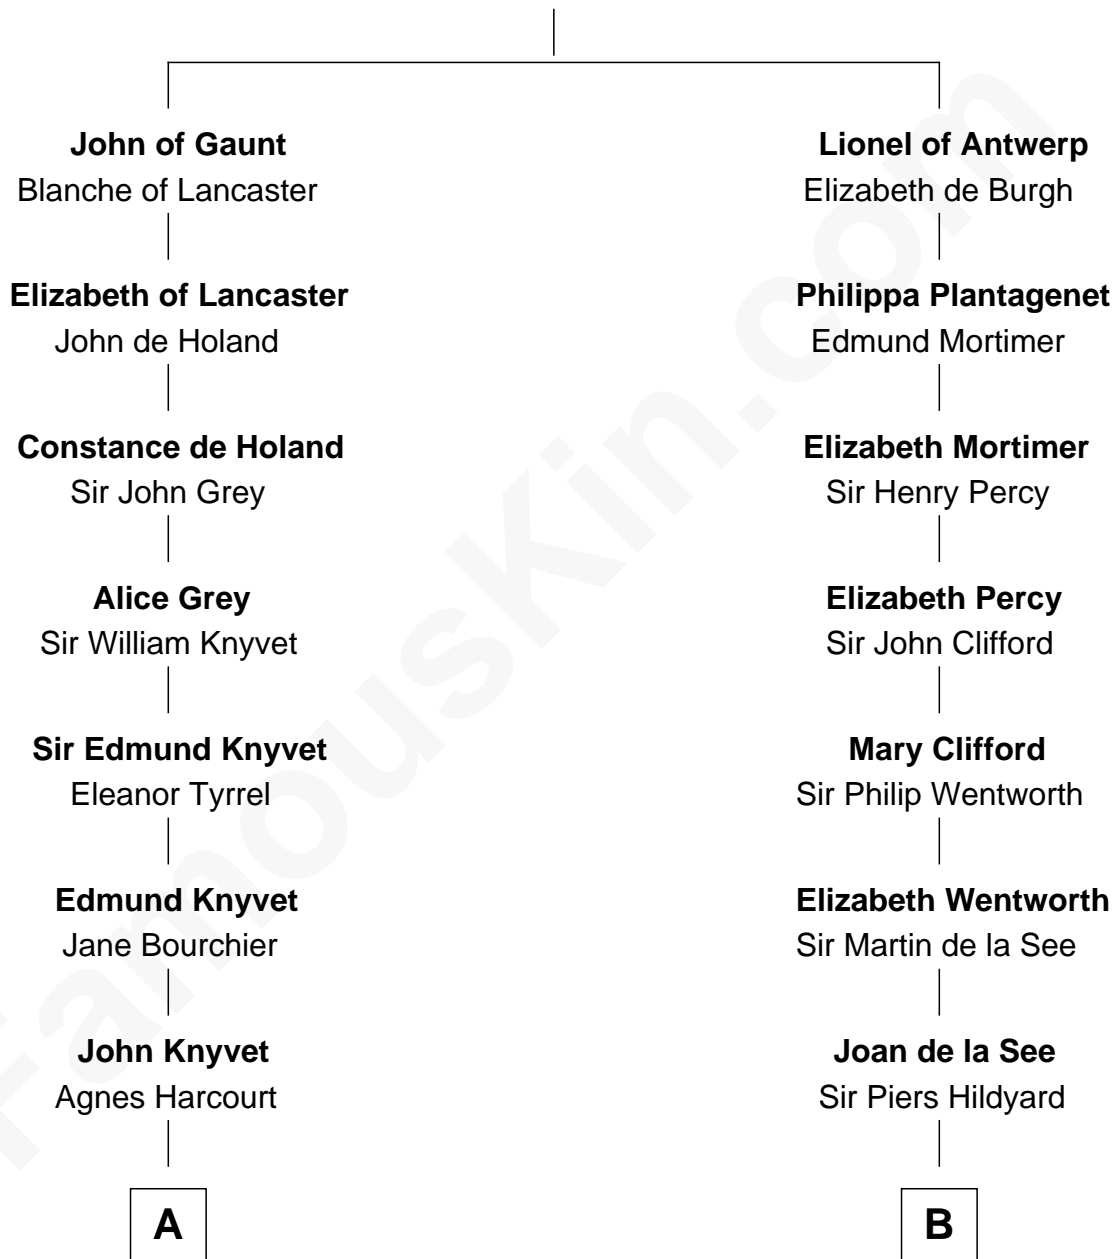 John of Gaunt
Blanche of Lancaster
Elizabeth of Lancaster
John de Holand
Constance de Holand
Sir John Grey
Alice Grey
Sir William Knyvet
Sir Edmund Knyvet
Eleanor Tyrrel
Edmund Knyvet
Jane Bourchier
John Knyvet
Agnes Harcourt
A
Lionel of Antwerp
Elizabeth de Burgh
Philippa Plantagenet
Edmund Mortimer
Elizabeth Mortimer
Sir Henry Percy
Elizabeth Percy
Sir John Clifford
Mary Clifford
Sir Philip Wentworth
Elizabeth Wentworth
Sir Martin de la See
Joan de la See
Sir Piers Hildyard
B
FamousKin.com